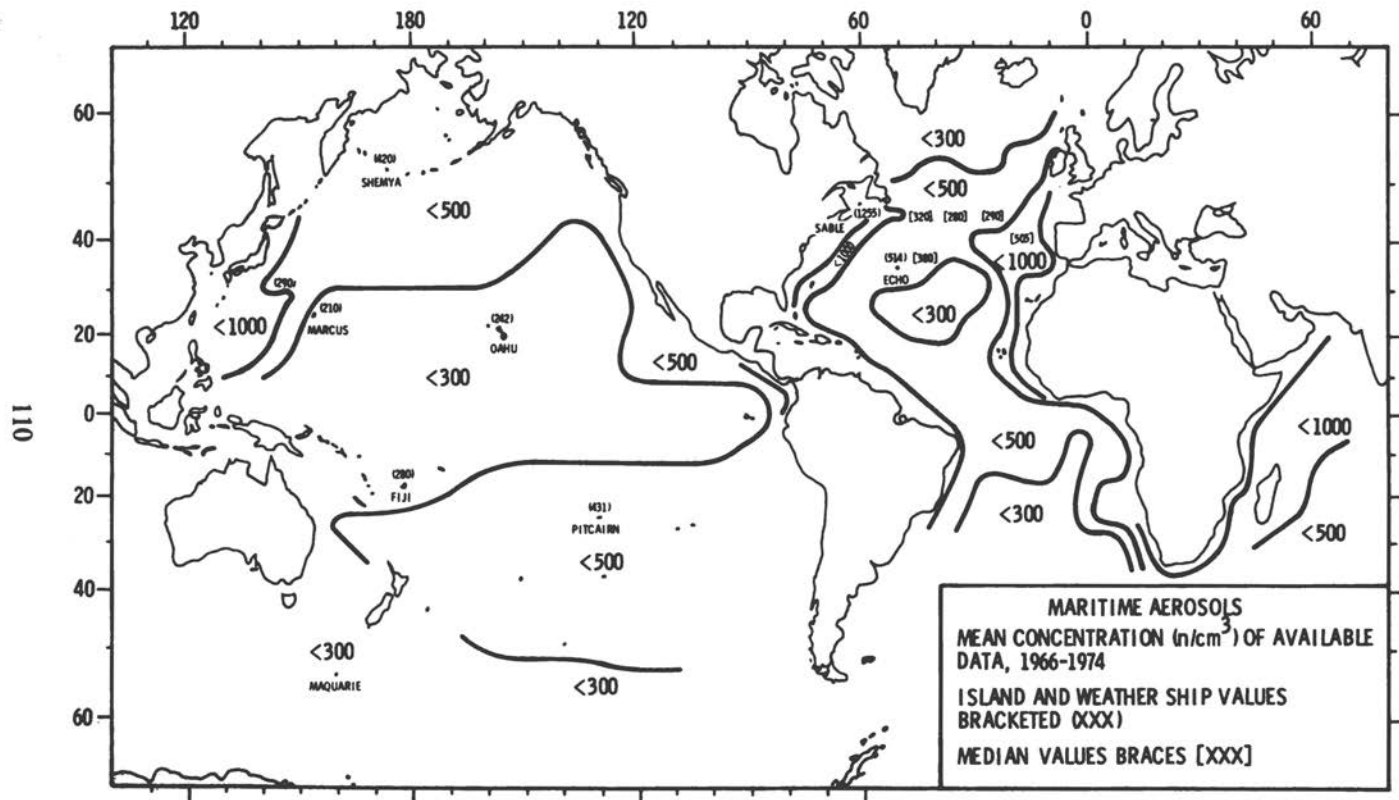 120 180 120 60 0 60
60
<300
(420)
SHEMYA
<500
<500
(1255)
[320] [280] [290]
SABLE
40
[505]
(514) [380]
<1000
ECHO
(290)
(210)
MARCUS
<1000
(242)
OAHU
<300
20
<500
<300
0
110
<500
<1000
(280)
FIJI
20
(431)
PITCAIRN
<300
<500
<500
40
<300
MAQUARIE
<300
60
MARITIME AEROSOLS
MEAN CONCENTRATION (n/cm³) OF AVAILABLE
DATA, 1966-1974
ISLAND AND WEATHER SHIP VALUES
BRACKETED (XXX)
MEDIAN VALUES BRACES [XXX]